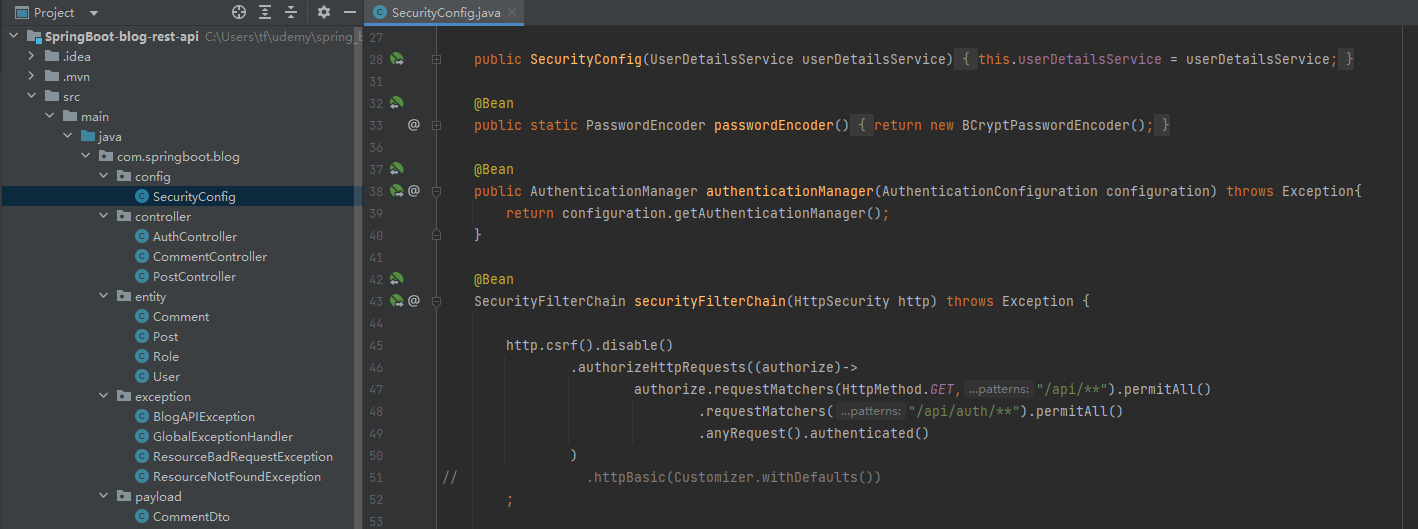 Project
SpringBoot-blog-rest-api C:\Users\tf\udemy\spring_b
.idea
.mvn
src
main
java
com.springboot.blog
config
SecurityConfig
controller
AuthController
CommentController
PostController
entity
Comment
Post
Role
User
exception
BlogAPIException
GlobalExceptionHandler
ResourceBadRequestException
ResourceNotFoundException
payload
CommentDto
SecurityConfig.java
27
28 public SecurityConfig(UserDetailsService userDetailsService) { this.userDetailsService = userDetailsService; }
31
32 @Bean
33 @ public static PasswordEncoder passwordEncoder() { return new BCryptPasswordEncoder(); }
36
37 @Bean
38 @ public AuthenticationManager authenticationManager(AuthenticationConfiguration configuration) throws Exception{
39 return configuration.getAuthenticationManager();
40 }
41
42 @Bean
43 @ SecurityFilterChain securityFilterChain(HttpSecurity http) throws Exception {
44
45 http.csrf().disable()
46 .authorizeHttpRequests((authorize)->
47 authorize.requestMatchers(HttpMethod.GET, ...patterns: "/api/**").permitAll()
48 .requestMatchers( ...patterns: "/api/auth/**").permitAll()
49 .anyRequest().authenticated()
50 )
51 // .httpBasic(Customizer.withDefaults())
52 ;
53